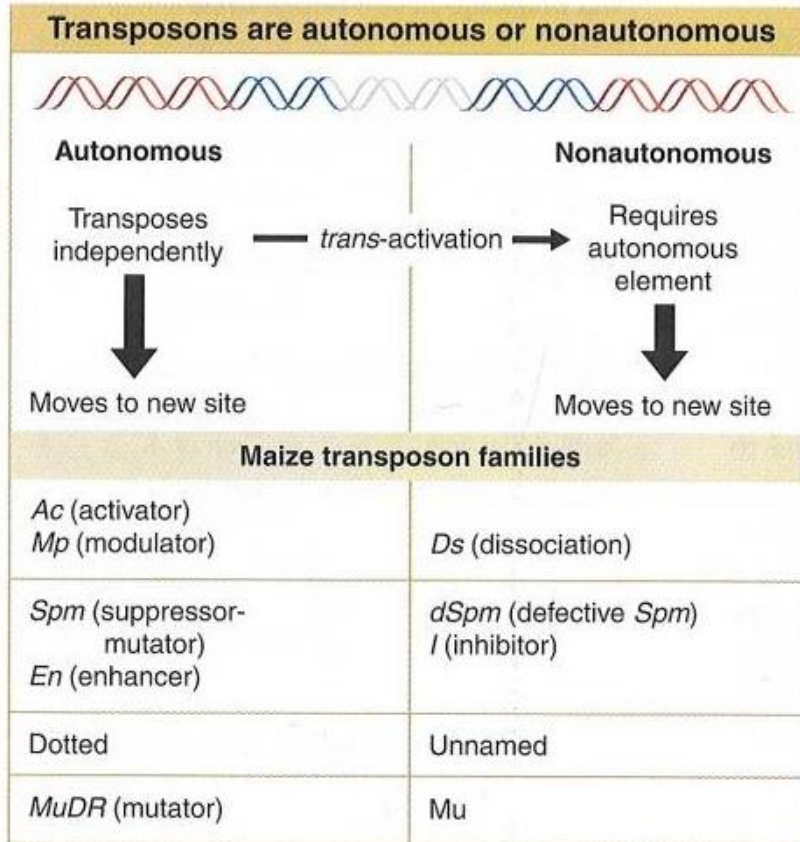 Transposons are autonomous or nonautonomous
Autonomous
Nonautonomous
Transposes
independently
trans-activation
Requires
autonomous
element
Moves to new site
Moves to new site
Maize transposon families
Ac (activator)
Mp (modulator)
Ds (dissociation)
Spm (suppressor-
mutator)
En (enhancer)
dSpm (defective Spm)
I (inhibitor)
Dotted
Unnamed
MuDR (mutator)
Mu